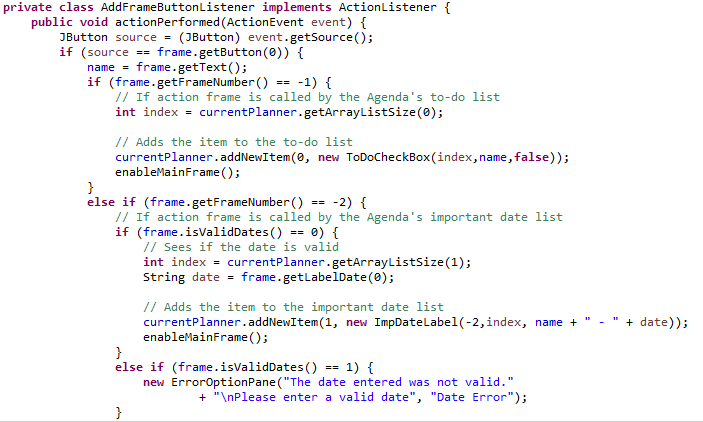 private class AddFrameButtonListener implements ActionListener {
    public void actionPerformed(ActionEvent event) {
        JButton source = (JButton) event.getSource();
        if (source == frame.getButton(0)) {
            name = frame.getText();
            if (frame.getFrameNumber() == -1) {
                // If action frame is called by the Agenda's to-do list
                int index = currentPlanner.getArrayListSize(0);

                // Adds the item to the to-do list
                currentPlanner.addNewItem(0, new ToDoCheckBox(index,name,false));
                enableMainFrame();
            }
            else if (frame.getFrameNumber() == -2) {
                // If action frame is called by the Agenda's important date list
                if (frame.isValidDates() == 0) {
                    // Sees if the date is valid
                    int index = currentPlanner.getArrayListSize(1);
                    String date = frame.getLabelDate(0);

                    // Adds the item to the important date list
                    currentPlanner.addNewItem(1, new ImpDateLabel(-2,index, name + " - " + date));
                    enableMainFrame();
                }
                else if (frame.isValidDates() == 1) {
                    new ErrorOptionPane("The date entered was not valid."
                            + "\nPlease enter a valid date", "Date Error");
                }